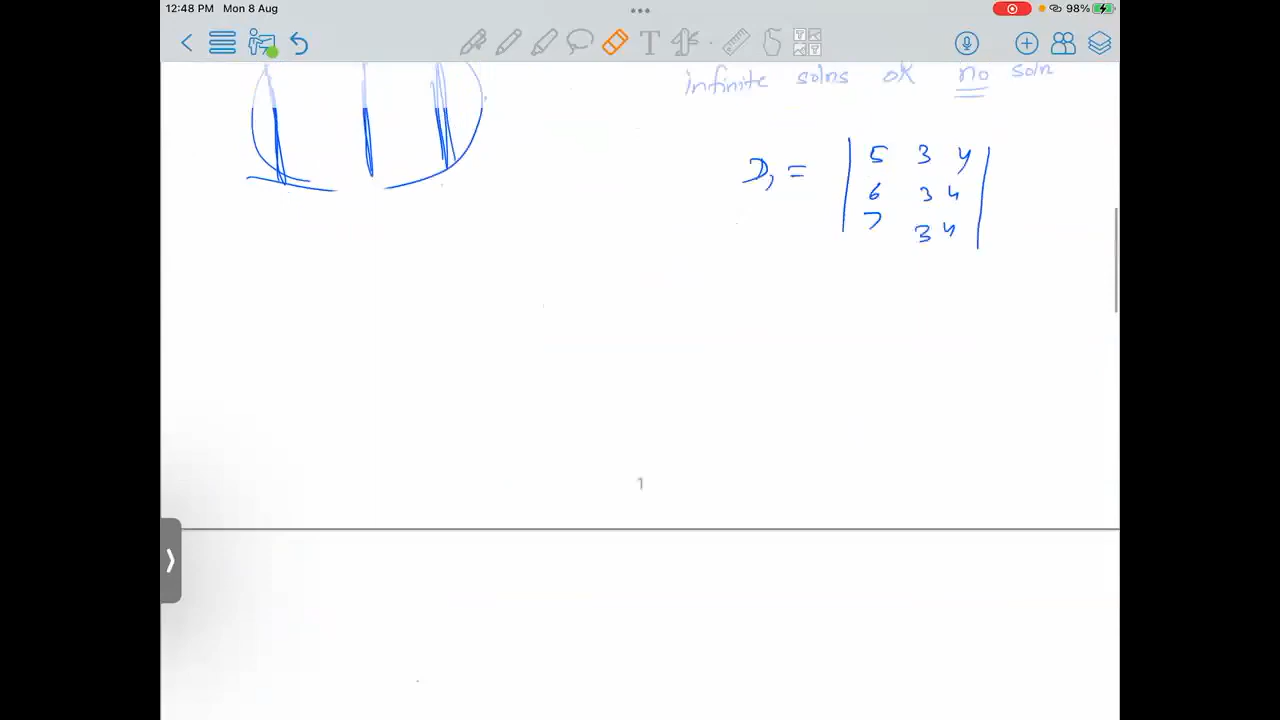 12:48 PM Mon 8 Aug
98%
T
infinite solns ok no soln
D₁ = | 5 3 4 |
6 3 4
7 3 4
1